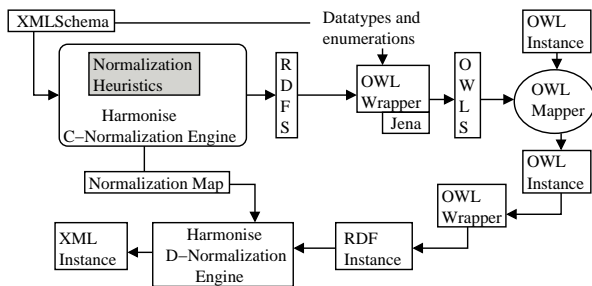 XMLSchema
Datatypes and
enumerations
OWL
Instance
Normalization
Heuristics
Harmonise
C−Normalization Engine
R
D
F
S
OWL
Wrapper
Jena
O
W
L
S
OWL
Mapper
Normalization Map
OWL
Instance
OWL
Wrapper
XML
Instance
Harmonise
D−Normalization
Engine
RDF
Instance